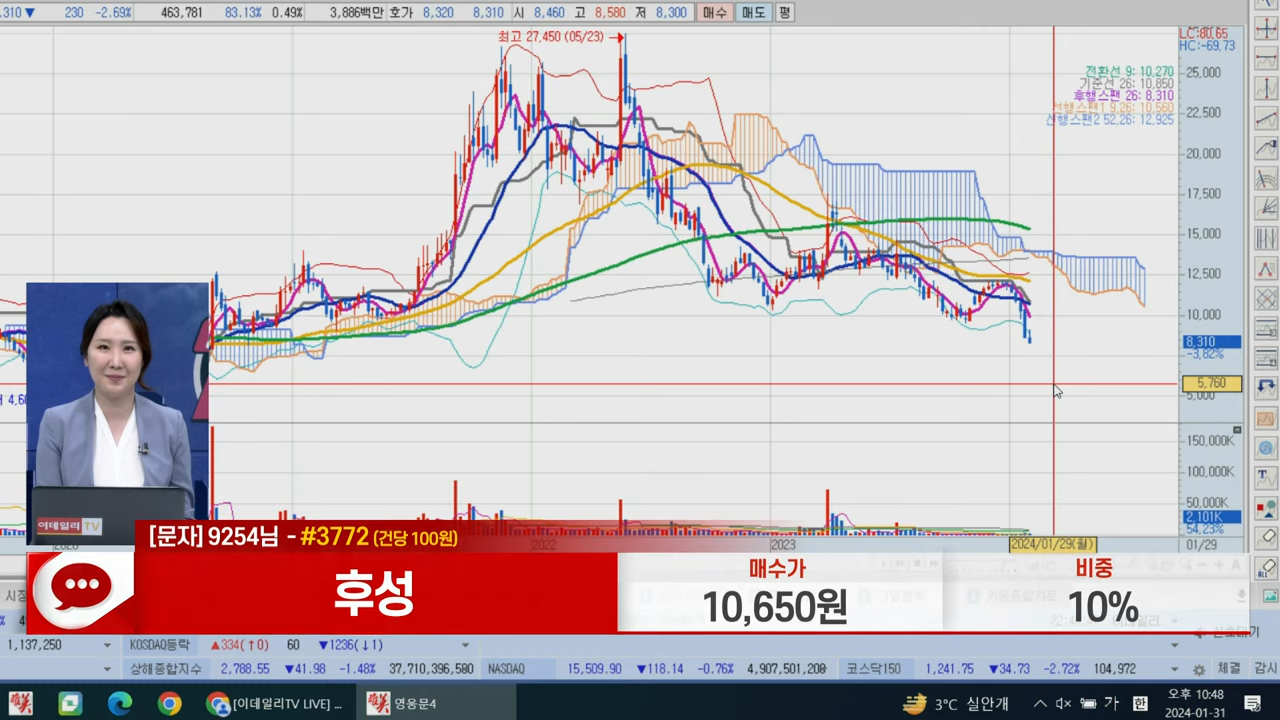 310▼ 230 -2.69% 463,781 83.13% 0.49% 3,886백만 호가 8,320 8,310 시 8,460 고 8,580 저 8,300 매수 매도 평
최고 27,450 (05/23)
LC:80,65
HC:-69,73
전환선 9: 10,270
기준선 26: 10,850
후행스팬 26: 8,310
선행스팬1 9,26: 10,560
선행스팬2 52,26: 12,925
25,000
22,500
20,000
17,500
15,000
12,500
10,000
8,310
-3,82%
5,760
5,000
150,000K
100,000K
50,000K
2,101K
54,23%
이데일리 TV
2022 2023 2024/01/29(월) 01/29
[문자] 9254님 - #3772 (건당 100원)
후성
매수가
10,650원
비중
10%
1,137,250 KOSDAQ등락 ▲334(↑0) 60 ▼1236(↓1)
상해종합지수 2,788.55 ▼41.98 -1.48% 37,710,396,580 NASDAQ 15,509.90 ▼118.14 -0.76% 4,907,501,208 코스닥150 1,241.75 ▼34.73 -2.72% 104,972 체결 감시
[이데일리TV LIVE] ... 영웅문4 3°C 실안개 가 한 오후 10:48
2024-01-31